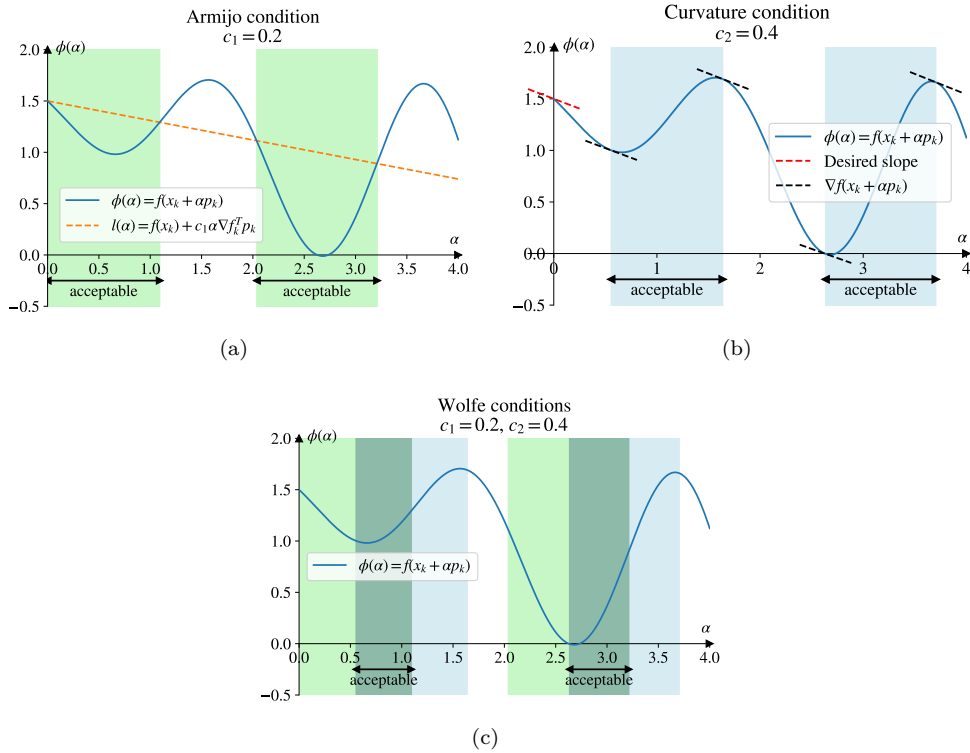 Armijo condition
c₁ = 0.2
ϕ(α)
2.0
1.5
1.0
0.5
0.0
−0.5
0.0 0.5 1.0 1.5 2.0 2.5 3.0 3.5 4.0
α
ϕ(α) = f(xₖ + αpₖ)
l(α) = f(xₖ) + c₁α∇fₖᵀpₖ
acceptable acceptable
(a)
Curvature condition
c₂ = 0.4
ϕ(α)
2.0
1.5
1.0
0.5
0.0
−0.5
0 1 2 3 4
α
ϕ(α) = f(xₖ + αpₖ)
Desired slope
∇f(xₖ + αpₖ)
acceptable acceptable
(b)
Wolfe conditions
c₁ = 0.2, c₂ = 0.4
ϕ(α)
2.0
1.5
1.0
0.5
0.0
−0.5
0.0 0.5 1.0 1.5 2.0 2.5 3.0 3.5 4.0
α
ϕ(α) = f(xₖ + αpₖ)
acceptable acceptable
(c)